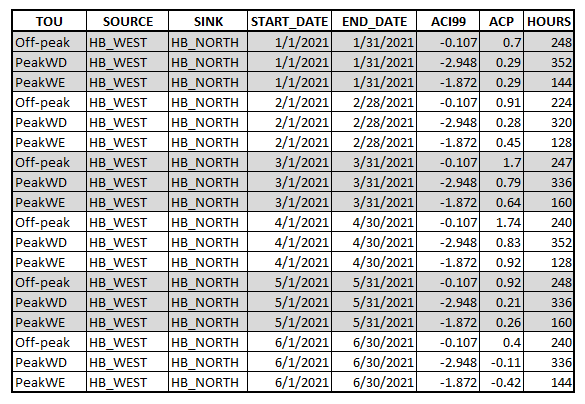 TOU SOURCE SINK START_DATE END_DATE ACI99 ACP HOURS
Off-peak HB_WEST HB_NORTH 1/1/2021 1/31/2021 -0.107 0.7 248
PeakWD HB_WEST HB_NORTH 1/1/2021 1/31/2021 -2.948 0.29 352
PeakWE HB_WEST HB_NORTH 1/1/2021 1/31/2021 -1.872 0.29 144
Off-peak HB_WEST HB_NORTH 2/1/2021 2/28/2021 -0.107 0.91 224
PeakWD HB_WEST HB_NORTH 2/1/2021 2/28/2021 -2.948 0.28 320
PeakWE HB_WEST HB_NORTH 2/1/2021 2/28/2021 -1.872 0.45 128
Off-peak HB_WEST HB_NORTH 3/1/2021 3/31/2021 -0.107 1.7 247
PeakWD HB_WEST HB_NORTH 3/1/2021 3/31/2021 -2.948 0.79 336
PeakWE HB_WEST HB_NORTH 3/1/2021 3/31/2021 -1.872 0.64 160
Off-peak HB_WEST HB_NORTH 4/1/2021 4/30/2021 -0.107 1.74 240
PeakWD HB_WEST HB_NORTH 4/1/2021 4/30/2021 -2.948 0.83 352
PeakWE HB_WEST HB_NORTH 4/1/2021 4/30/2021 -1.872 0.92 128
Off-peak HB_WEST HB_NORTH 5/1/2021 5/31/2021 -0.107 0.92 248
PeakWD HB_WEST HB_NORTH 5/1/2021 5/31/2021 -2.948 0.21 336
PeakWE HB_WEST HB_NORTH 5/1/2021 5/31/2021 -1.872 0.26 160
Off-peak HB_WEST HB_NORTH 6/1/2021 6/30/2021 -0.107 0.4 240
PeakWD HB_WEST HB_NORTH 6/1/2021 6/30/2021 -2.948 -0.11 336
PeakWE HB_WEST HB_NORTH 6/1/2021 6/30/2021 -1.872 -0.42 144